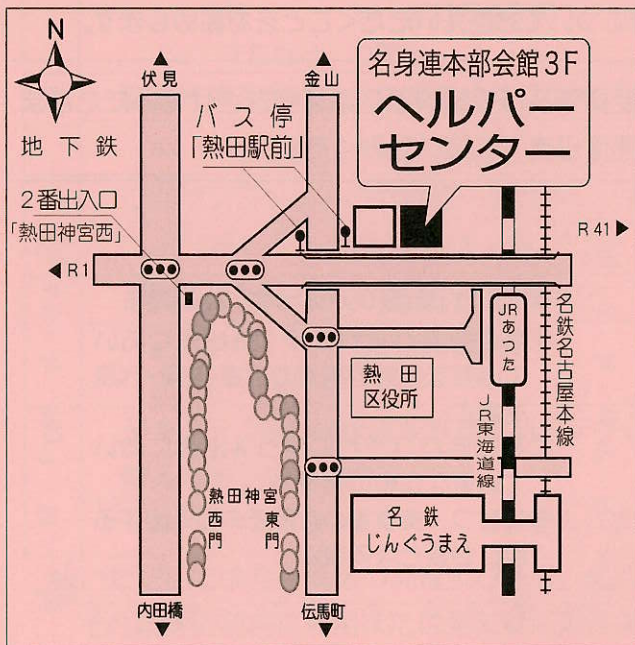 N
伏見
金山
名身連本部会館3F
ヘルパー
センター
バス停
「熱田駅前」
地下鉄
2番出入口
「熱田神宮西」
R41▶
◀R1
JRあつた
名鉄名古屋本線
熱田
区役所
JR東海道線
熱田神宮
西門
東門
名鉄
じんぐうまえ
内田橋
伝馬町